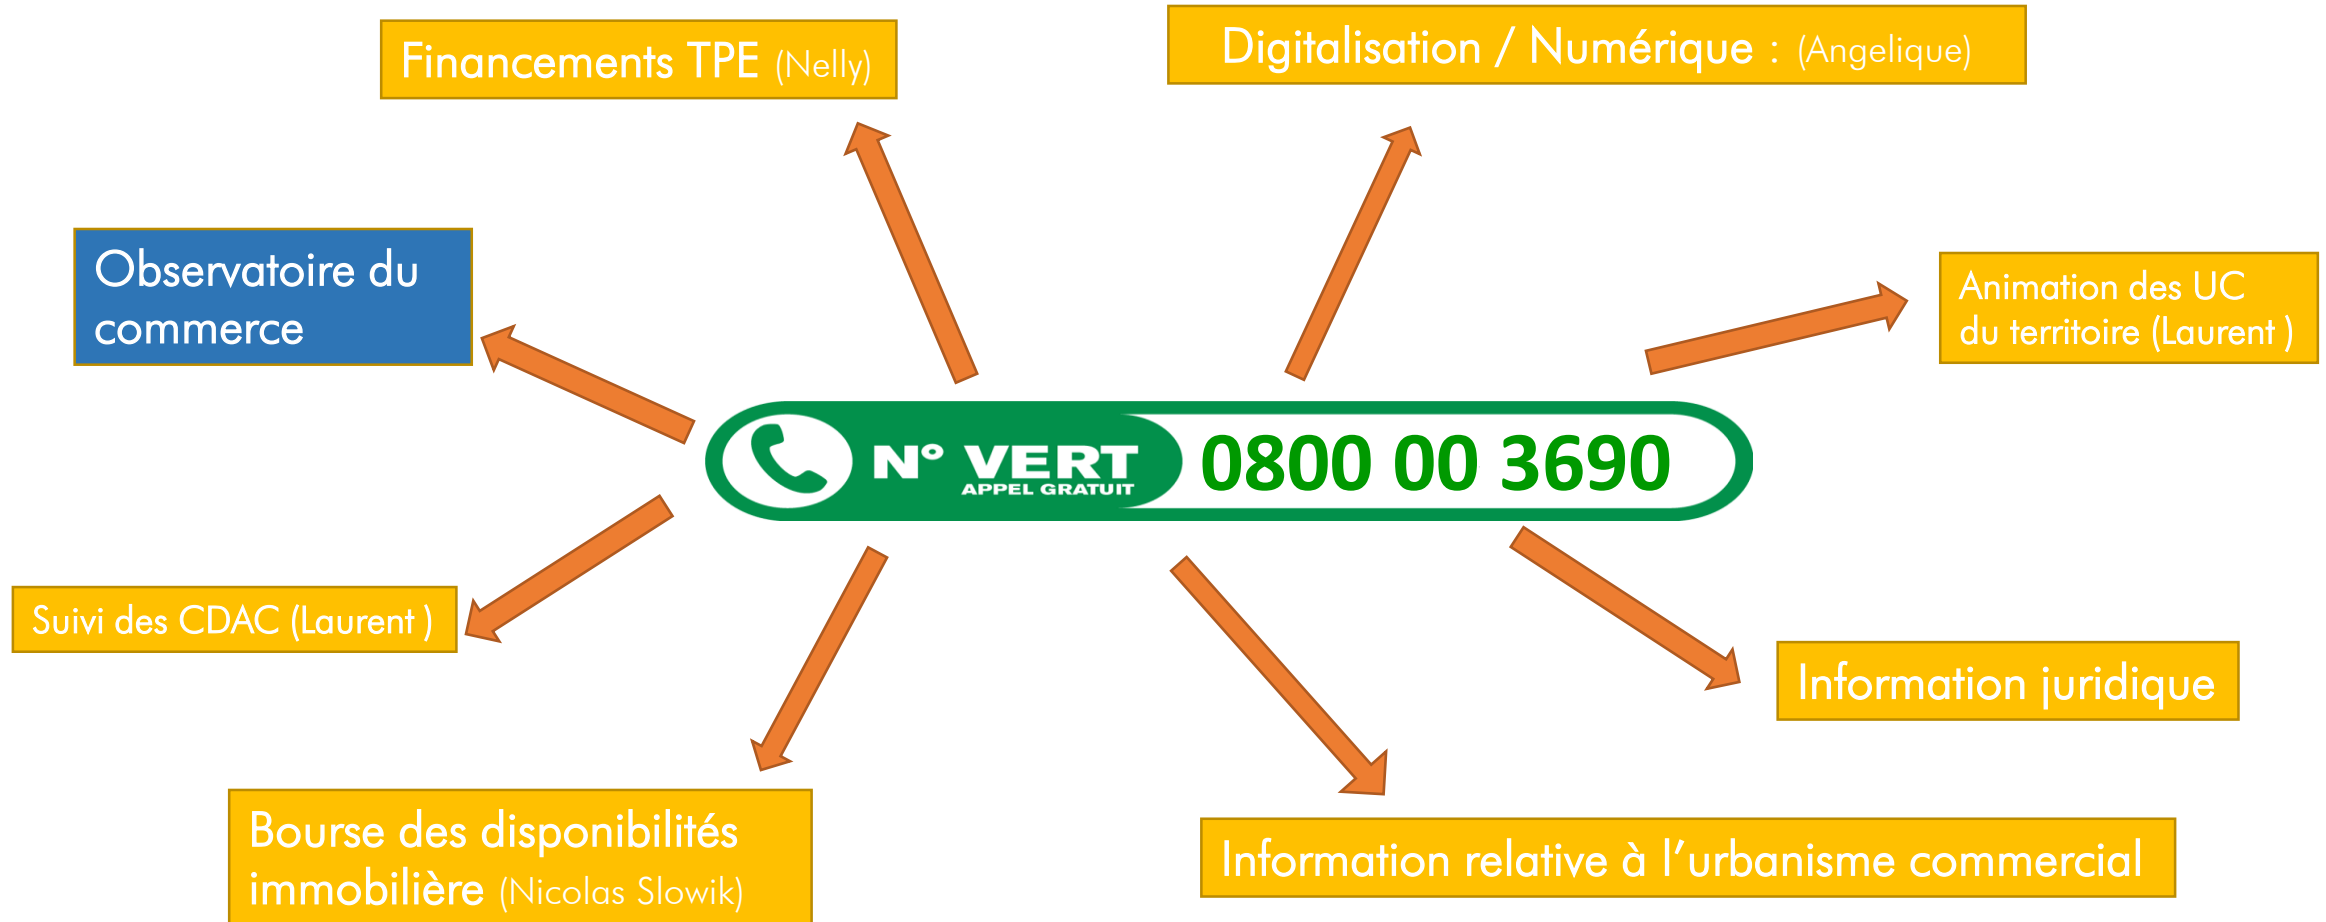 Financements TPE (Nelly)
Digitalisation / Numérique : (Angelique)
Observatoire du
commerce
Animation des UC
du territoire (Laurent )
N° VERT
APPEL GRATUIT
0800 00 3690
Suivi des CDAC (Laurent )
Information juridique
Bourse des disponibilités
immobilière (Nicolas Slowik)
Information relative à l’urbanisme commercial